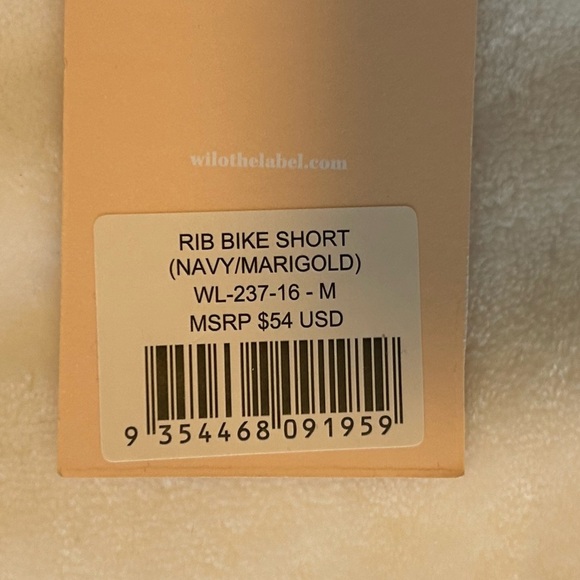 wilothelabel.com
RIB BIKE SHORT
(NAVY/MARIGOLD)
WL-237-16 - M
MSRP $54 USD
9 354468 091959